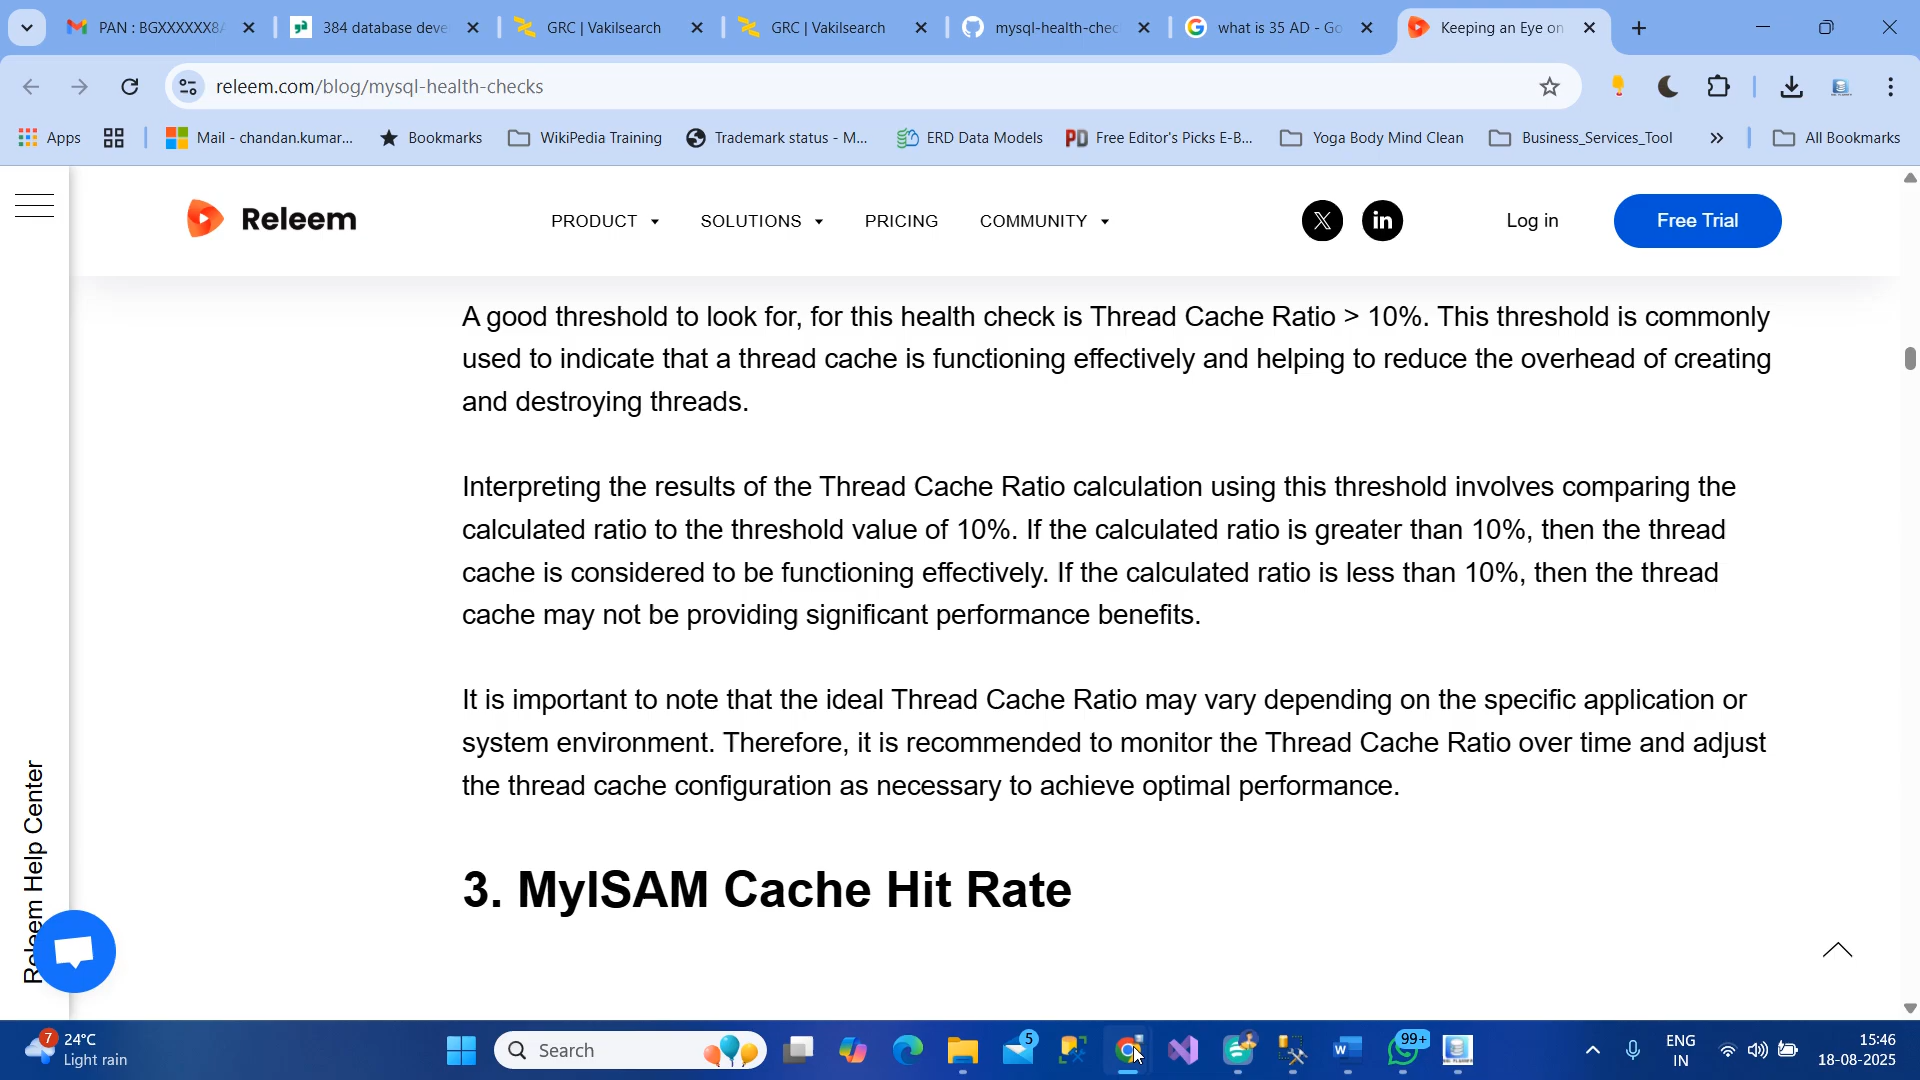 PAN : BGXXXXXX8A
384 database deve
GRC | Vakilsearch
GRC | Vakilsearch
mysql-health-chec
what is 35 AD - Go
Keeping an Eye on
releem.com/blog/mysql-health-checks
Apps
Mail - chandan.kumar...
Bookmarks
WikiPedia Training
Trademark status - M...
ERD Data Models
Free Editor's Picks E-B...
Yoga Body Mind Clean
Business_Services_Tool
All Bookmarks
Releem
PRODUCT
SOLUTIONS
PRICING
COMMUNITY
Log in
Free Trial
A good threshold to look for, for this health check is Thread Cache Ratio > 10%. This threshold is commonly
used to indicate that a thread cache is functioning effectively and helping to reduce the overhead of creating
and destroying threads.
Interpreting the results of the Thread Cache Ratio calculation using this threshold involves comparing the
calculated ratio to the threshold value of 10%. If the calculated ratio is greater than 10%, then the thread
cache is considered to be functioning effectively. If the calculated ratio is less than 10%, then the thread
cache may not be providing significant performance benefits.
It is important to note that the ideal Thread Cache Ratio may vary depending on the specific application or
system environment. Therefore, it is recommended to monitor the Thread Cache Ratio over time and adjust
the thread cache configuration as necessary to achieve optimal performance.
3. MyISAM Cache Hit Rate
Releem Help Center
7
24°C
Light rain
Search
5
99+
ENG
IN
15:46
18-08-2025